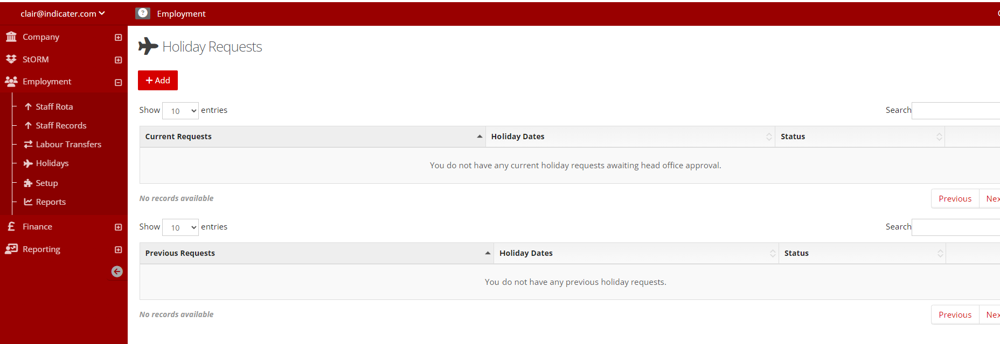 clair@indicater.com
? Employment
Company
StORM
Employment
Staff Rota
Staff Records
Labour Transfers
Holidays
Setup
Reports
Finance
Reporting
Holiday Requests
+ Add
Show 10 entries
Search
Current Requests Holiday Dates Status
You do not have any current holiday requests awaiting head office approval.
No records available
Previous
Show 10 entries
Search
Previous Requests Holiday Dates Status
You do not have any previous holiday requests.
No records available
Previous